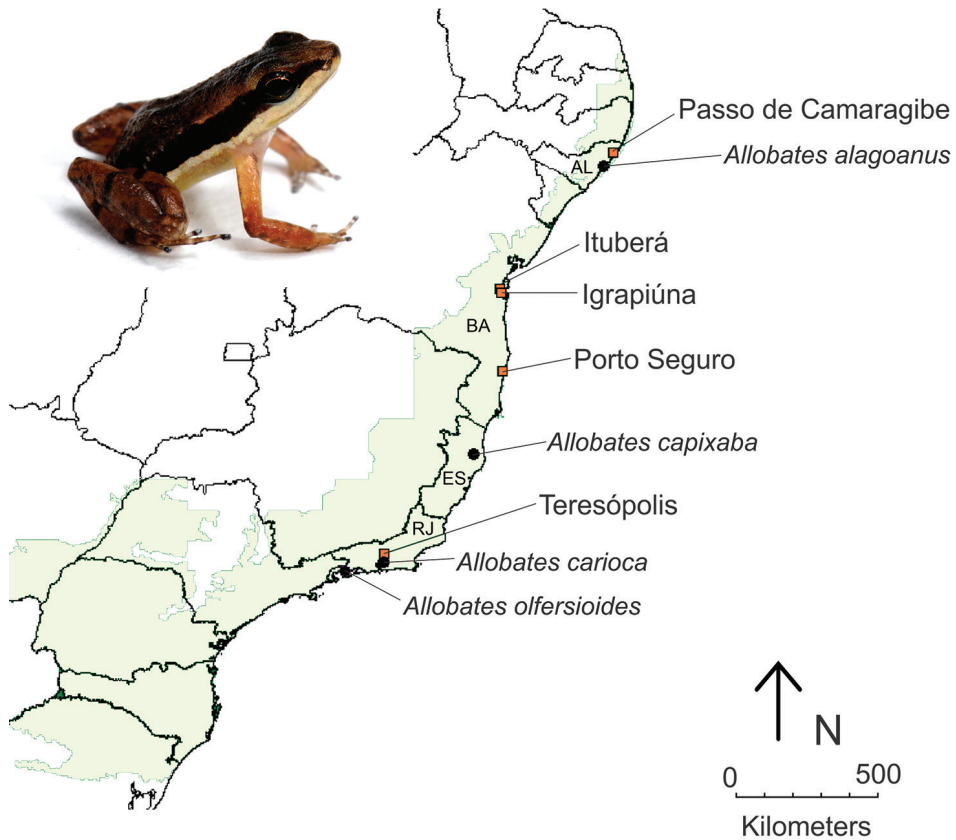 Passo de Camaragibe
AL
Allobates alagoanus
Ituberá
Igrapiúna
BA
Porto Seguro
Allobates capixaba
ES
Teresópolis
RJ
Allobates carioca
Allobates olfersioides
N
0 500
Kilometers